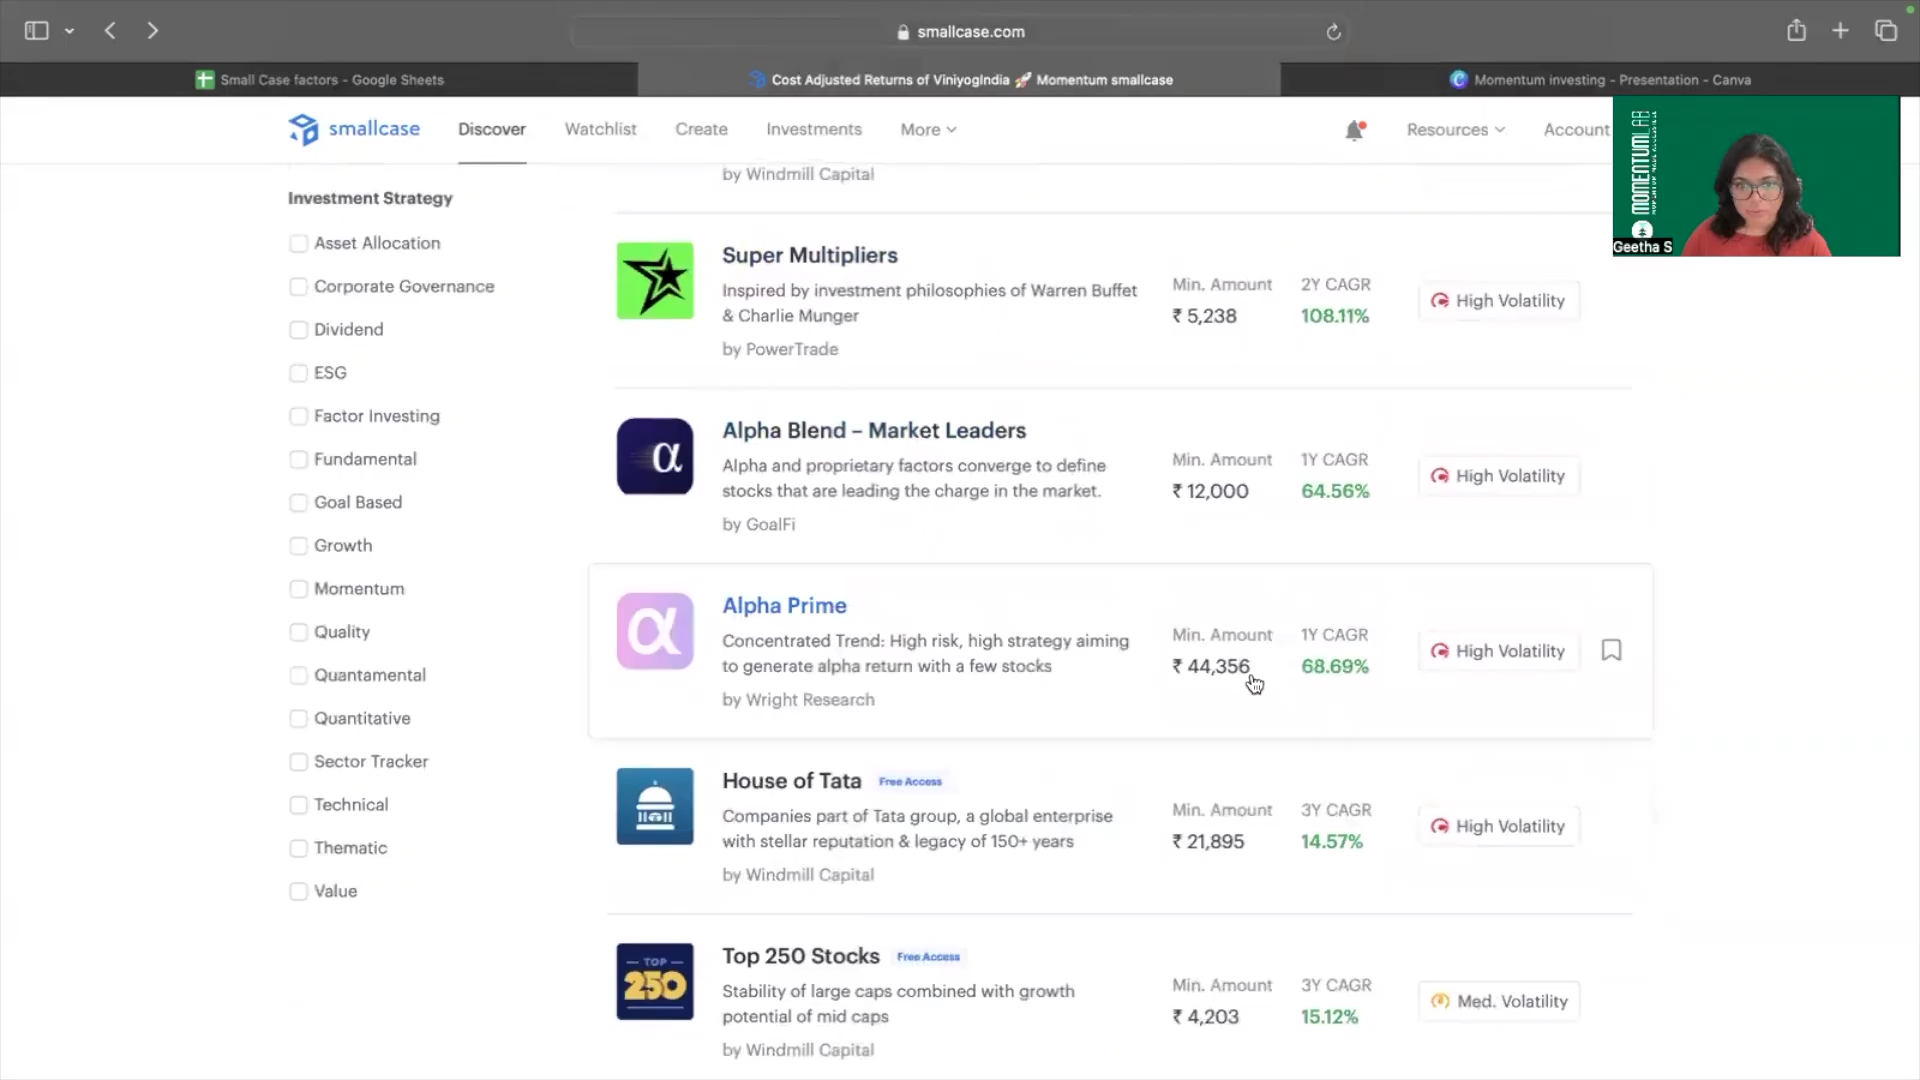 smallcase.com
Small Case factors - Google Sheets
Cost Adjusted Returns of ViniyogIndia 🚀 Momentum smallcase
Momentum investing - Presentation - Canva
smallcase
Discover
Watchlist
Create
Investments
More
Resources
Account
MOMENTUMLAB
Geetha S
Investment Strategy
Asset Allocation
Corporate Governance
Dividend
ESG
Factor Investing
Fundamental
Goal Based
Growth
Momentum
Quality
Quantamental
Quantitative
Sector Tracker
Technical
Thematic
Value
by Windmill Capital
Super Multipliers
Inspired by investment philosophies of Warren Buffet
& Charlie Munger
by PowerTrade
Min. Amount
₹ 5,238
2Y CAGR
108.11%
High Volatility
α
Alpha Blend – Market Leaders
Alpha and proprietary factors converge to define
stocks that are leading the charge in the market.
by GoalFi
Min. Amount
₹ 12,000
1Y CAGR
64.56%
High Volatility
α
Alpha Prime
Concentrated Trend: High risk, high strategy aiming
to generate alpha return with a few stocks
by Wright Research
Min. Amount
₹ 44,356
1Y CAGR
68.69%
High Volatility
House of Tata Free Access
Companies part of Tata group, a global enterprise
with stellar reputation & legacy of 150+ years
by Windmill Capital
Min. Amount
₹ 21,895
3Y CAGR
14.57%
High Volatility
TOP
250
Top 250 Stocks Free Access
Stability of large caps combined with growth
potential of mid caps
by Windmill Capital
Min. Amount
₹ 4,203
3Y CAGR
15.12%
Med. Volatility